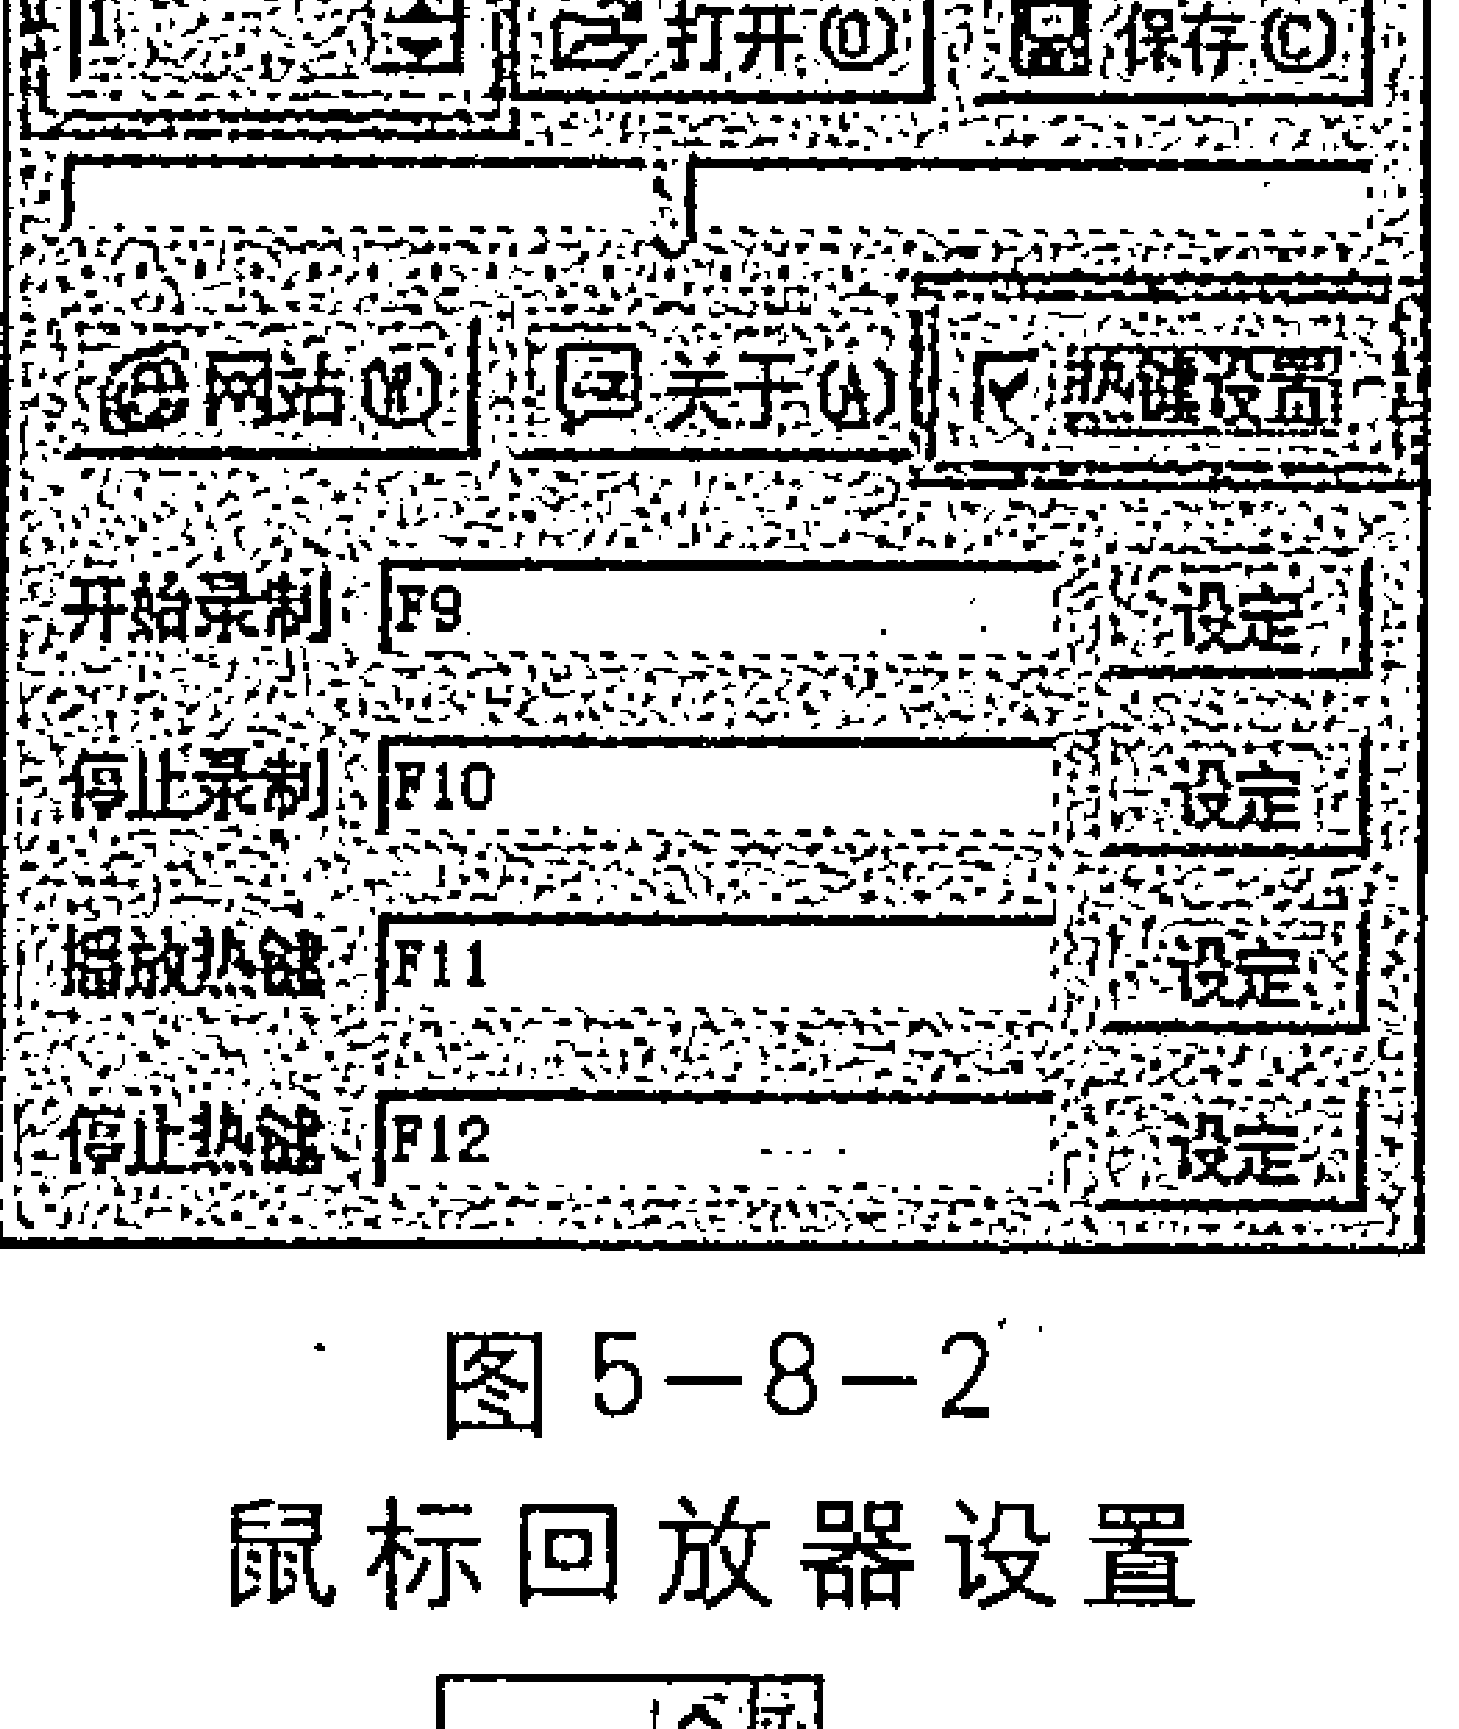 1 打开(O) 保存(C)
网站(W) 关于(A) 热键设置
开始录制 F9 设定
停止录制 F10 设定
播放热键 F11 设定
停止热键 F12 设定
图 5-8-2
鼠标回放器设置